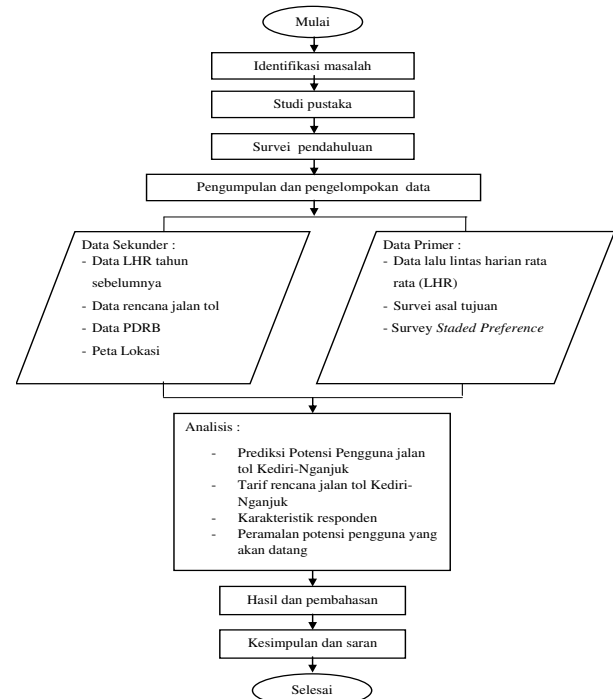 Mulai
Identifikasi masalah
Studi pustaka
Survei pendahuluan
Pengumpulan dan pengelompokan data
Data Sekunder :
- Data LHR tahun
sebelumnya
- Data rencana jalan tol
- Data PDRB
- Peta Lokasi
Data Primer :
- Data lalu lintas harian rata
rata (LHR)
- Survei asal tujuan
- Survey Staded Preference
Analisis :
- Prediksi Potensi Pengguna jalan
tol Kediri-Nganjuk
- Tarif rencana jalan tol Kediri-
Nganjuk
- Karakteristik responden
- Peramalan potensi pengguna yang
akan datang
Hasil dan pembahasan
Kesimpulan dan saran
Selesai